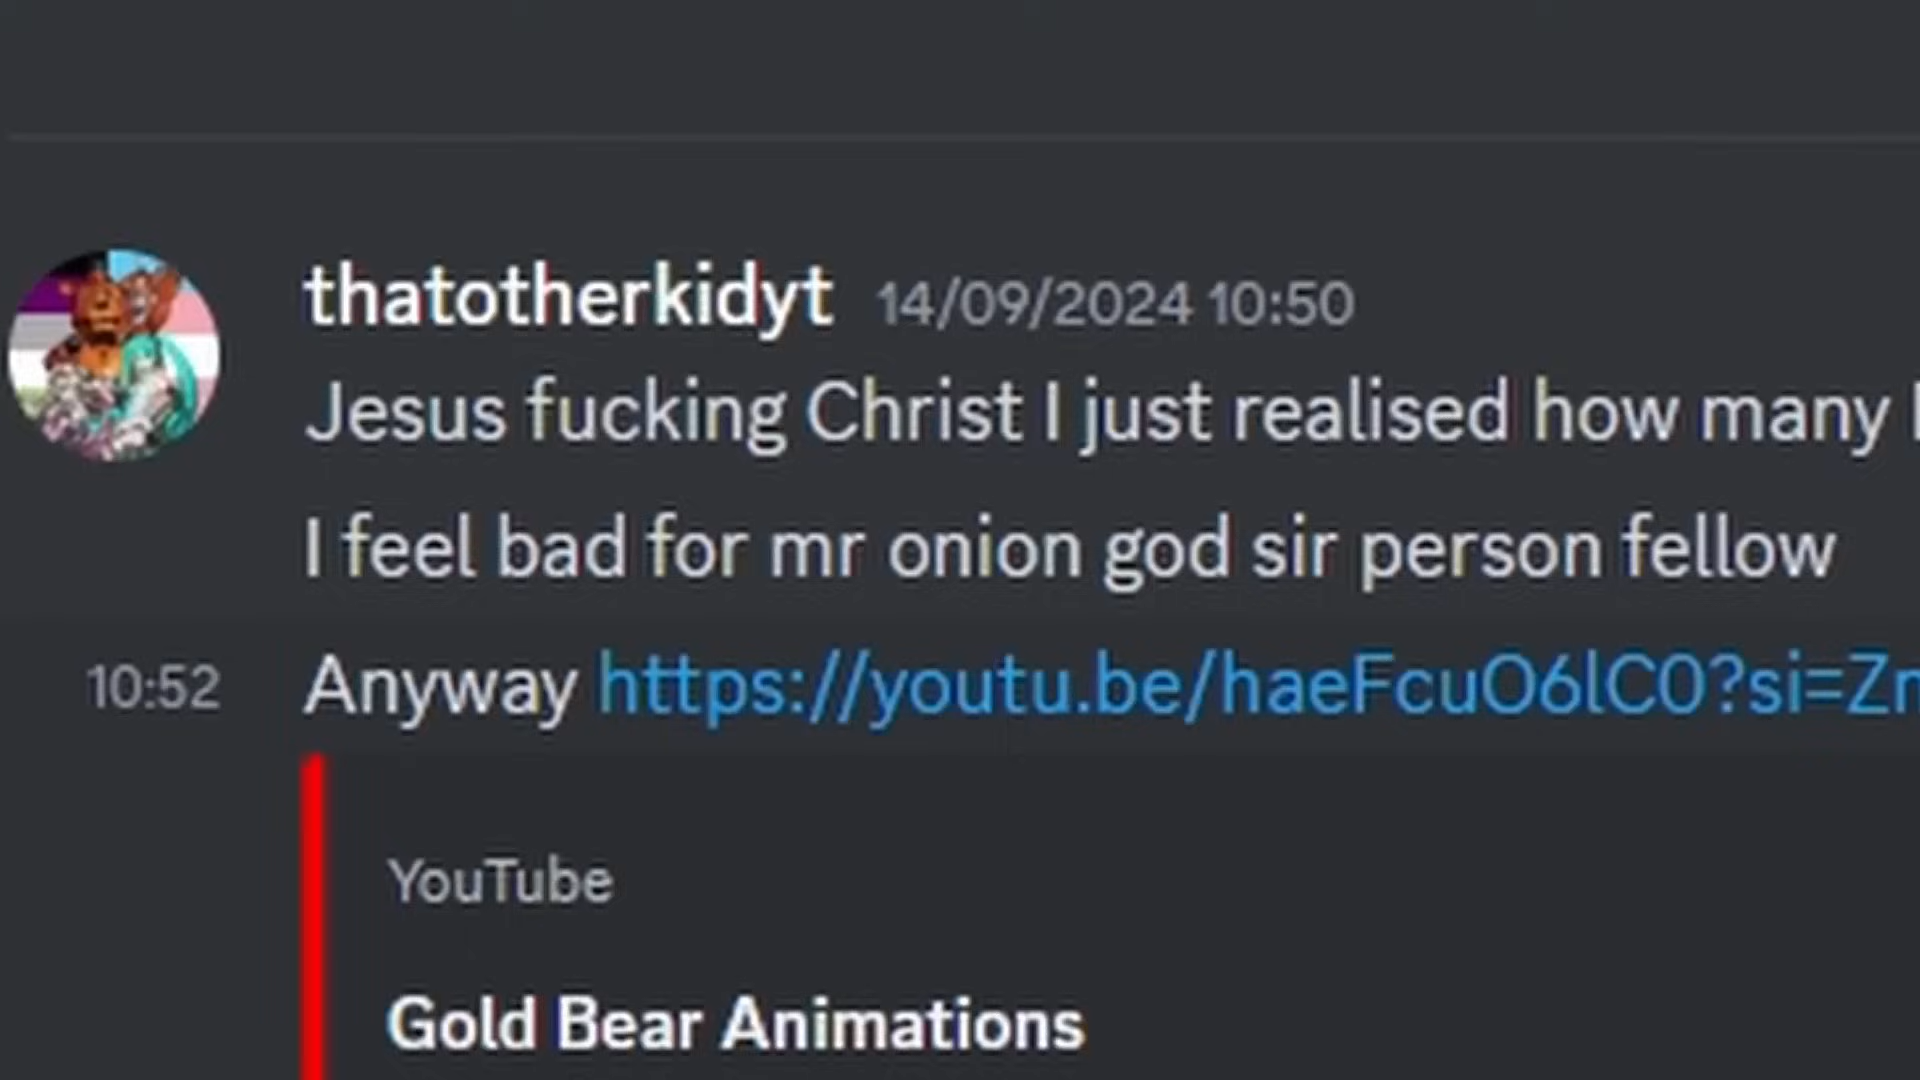 thatotherkidyt 14/09/2024 10:50
Jesus fucking Christ I just realised how many
I feel bad for mr onion god sir person fellow
10:52 Anyway https://youtu.be/haeFcuO6lC0?si=Zn
YouTube
Gold Bear Animations